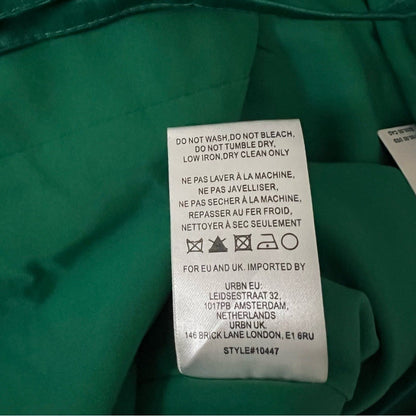 DO NOT WASH,DO NOT BLEACH,
DO NOT TUMBLE DRY,
LOW IRON,DRY CLEAN ONLY
NE PAS LAVER À LA MACHINE,
NE PAS JAVELLISER,
NE PAS SÉCHER À LA MACHINE,
REPASSER AU FER FROID,
NETTOYER À SEC SEULEMENT
FOR EU AND UK. IMPORTED BY
URBN EU:
LEIDSESTRAAT 32,
1017PB AMSTERDAM,
NETHERLANDS
URBN UK:
146 BRICK LANE LONDON, E1 6RU
STYLE#10447